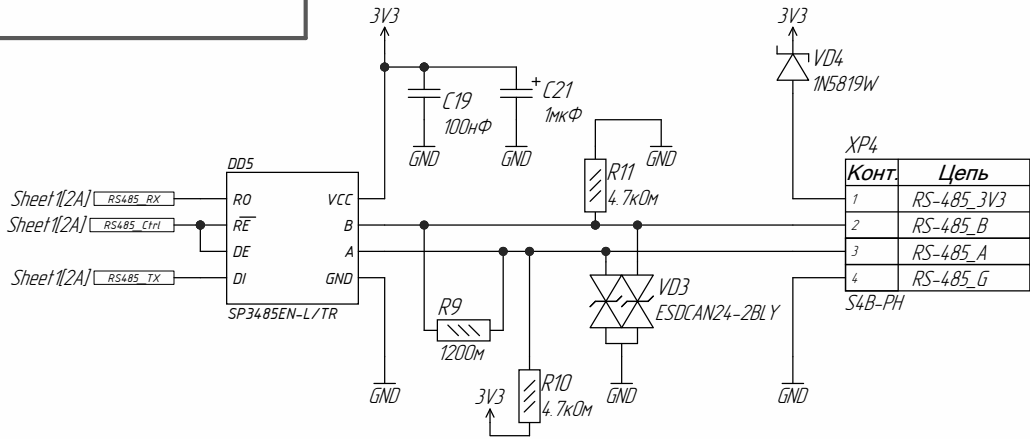 3V3
3V3
VD4
1N5819W
C19
100нФ
+
C21
1мкФ
GND
GND
GND
R11
4.7кОм
XP4
Конт. Цепь
1 RS-485_3V3
2 RS-485_B
3 RS-485_A
4 RS-485_G
S4B-PH
DD5
Sheet1[2A] RS485_RX RO VCC
Sheet1[2A] RS485_Ctrl RE B
DE A
Sheet1[2A] RS485_TX DI GND
SP3485EN-L/TR
R9
120Ом
VD3
ESDCAN24-2BLY
R10
4.7кОм
3V3
GND
GND
GND